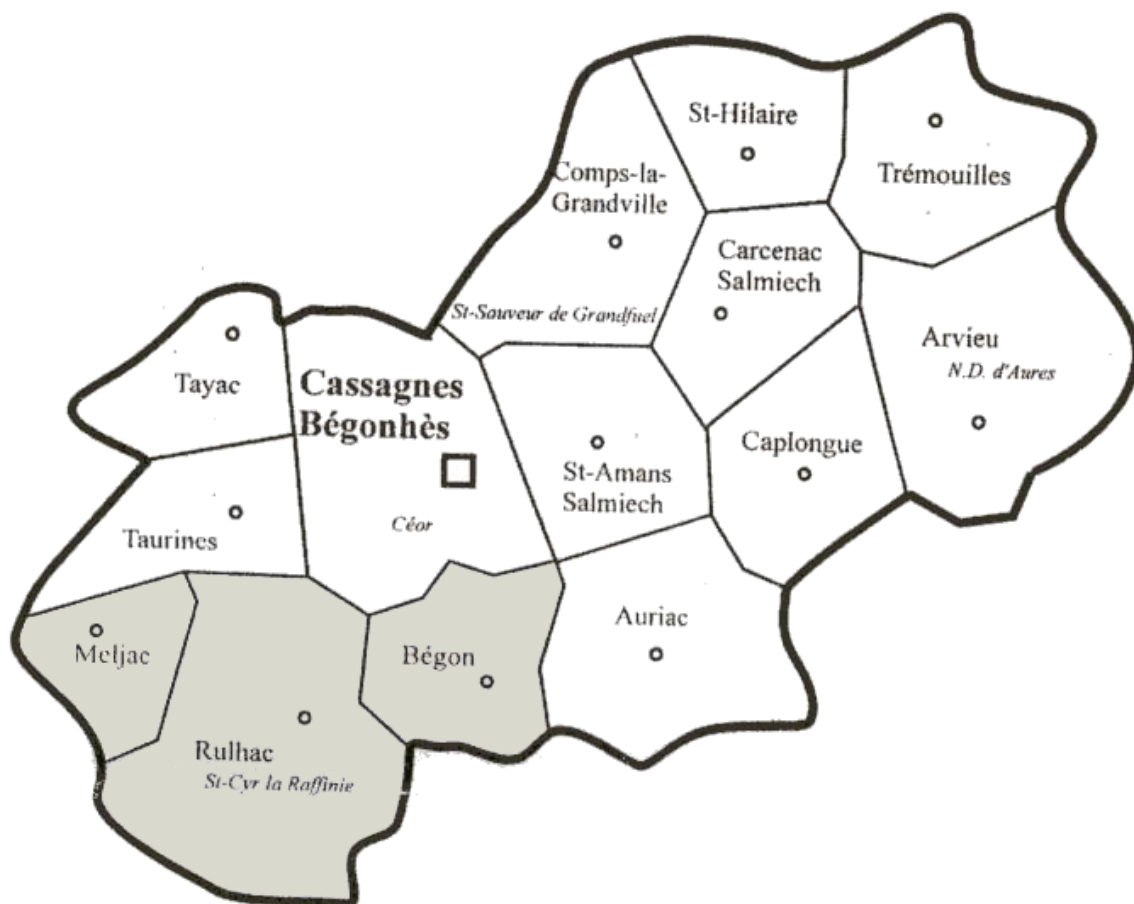 St-Hilaire
Trémouilles
Comps-la-
Grandville
Carcenac
Salmiech
St-Sauveur de Grandfuel
Arvieu
N.D. d'Aures
Tayac
Cassagnes
Bégonhès
Caplongue
St-Amans
Salmiech
Céor
Taurines
Auriac
Meljac
Bégon
Rulhac
St-Cyr la Raffinie